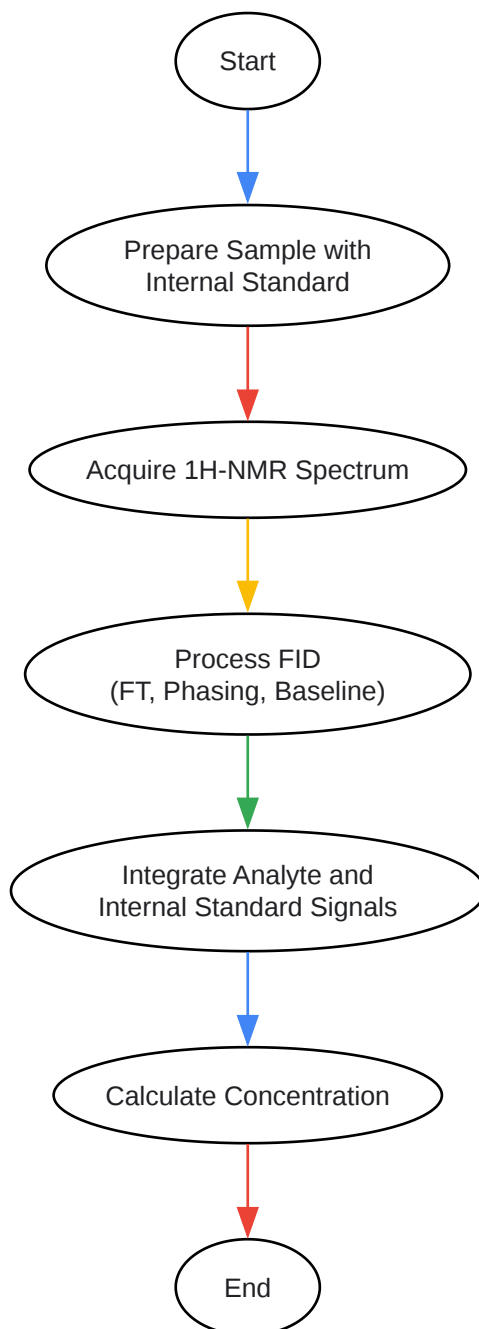 Start
Prepare Sample with
Internal Standard
Acquire 1H-NMR Spectrum
Process FID
(FT, Phasing, Baseline)
Integrate Analyte and
Internal Standard Signals
Calculate Concentration
End